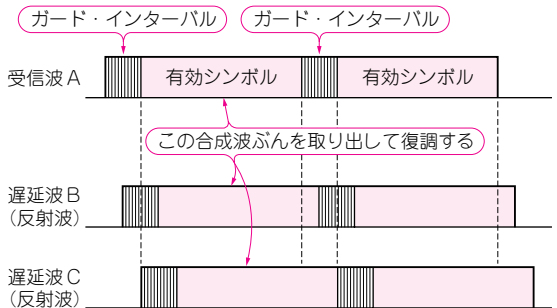 ガード・インターバル
ガード・インターバル
受信波A
有効シンボル
有効シンボル
この合成波ぶんを取り出して復調する
遅延波B
(反射波)
遅延波C
(反射波)